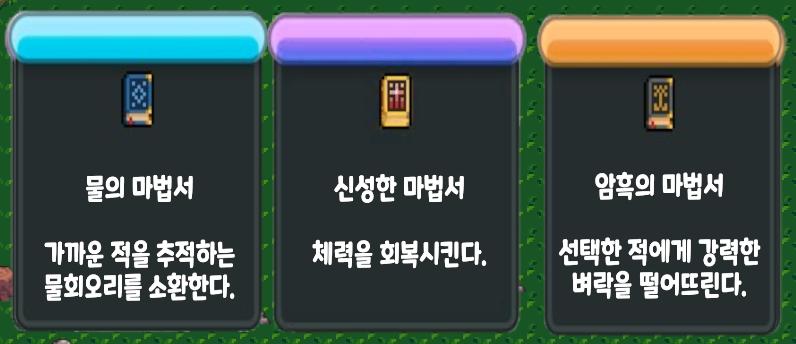 물의 마법서
가까운 적을 추적하는
물회오리를 소환한다.
신성한 마법서
체력을 회복시킨다.
암흑의 마법서
선택한 적에게 강력한
벼락을 떨어뜨린다.